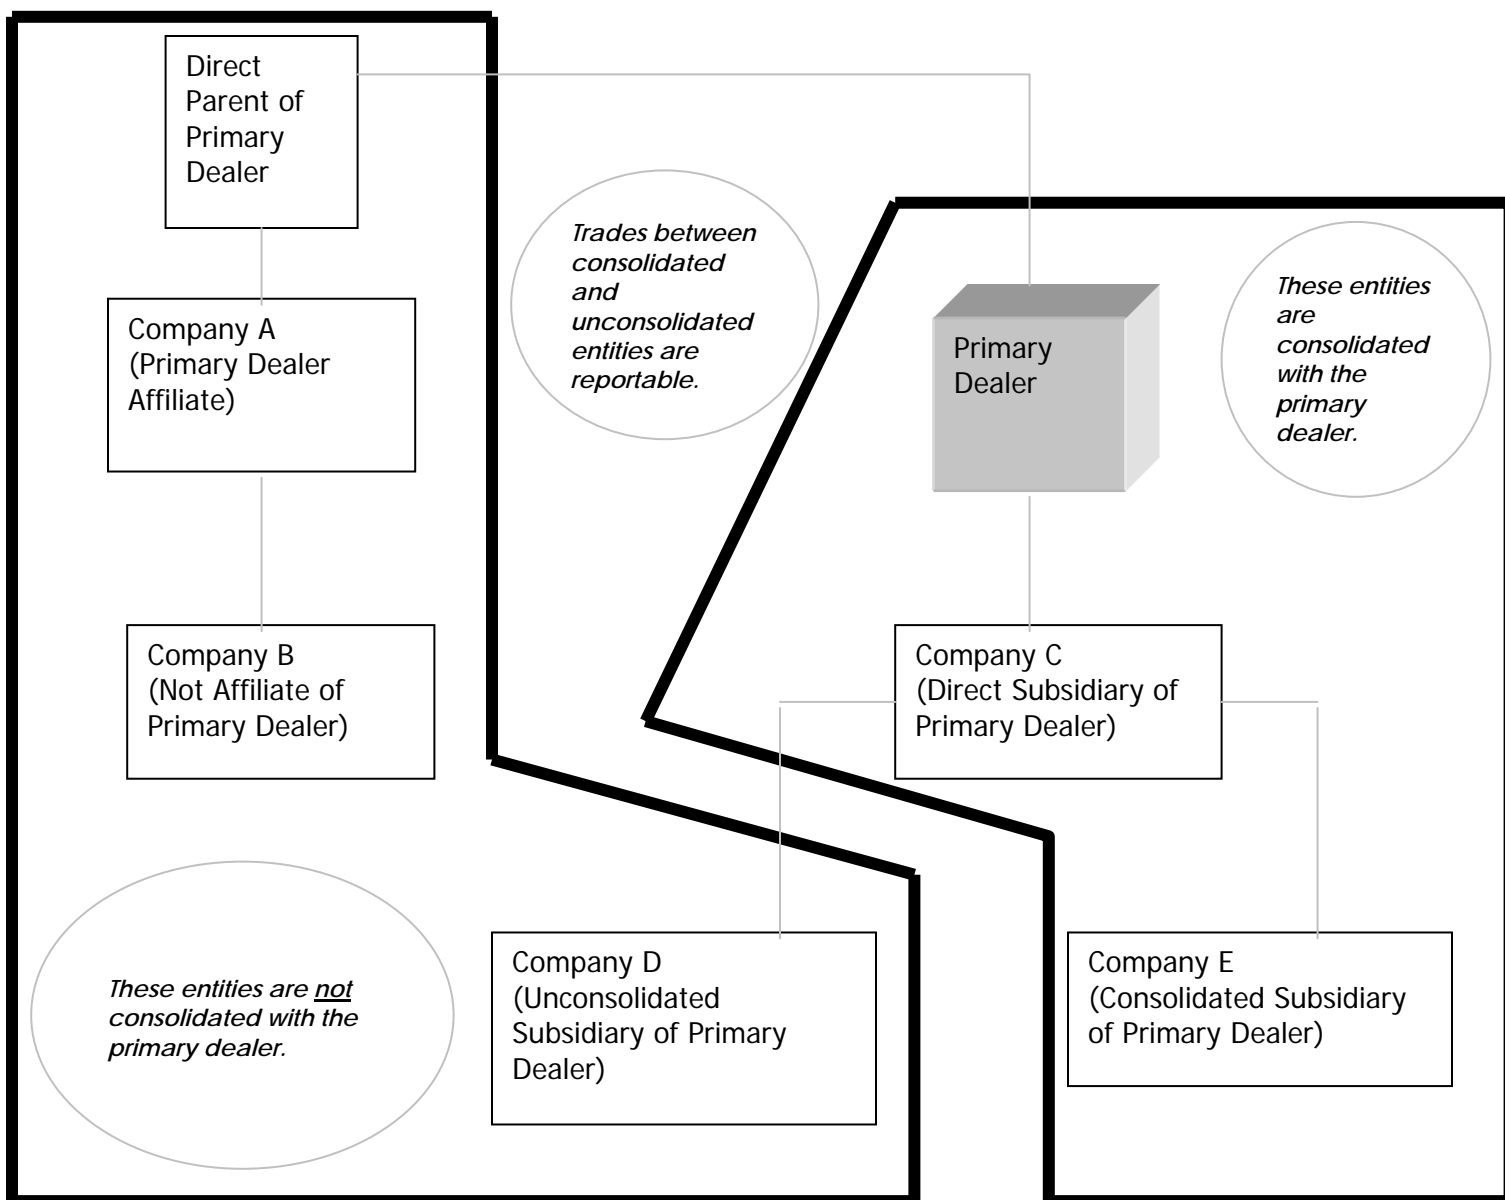 Direct
Parent of
Primary
Dealer
Trades between
consolidated
and
unconsolidated
entities are
reportable.
These entities
are
consolidated
with the
primary
dealer.
Company A
(Primary Dealer
Affiliate)
Primary
Dealer
Company B
(Not Affiliate of
Primary Dealer)
Company C
(Direct Subsidiary of
Primary Dealer)
These entities are not
consolidated with the
primary dealer.
Company D
(Unconsolidated
Subsidiary of Primary
Dealer)
Company E
(Consolidated Subsidiary
of Primary Dealer)